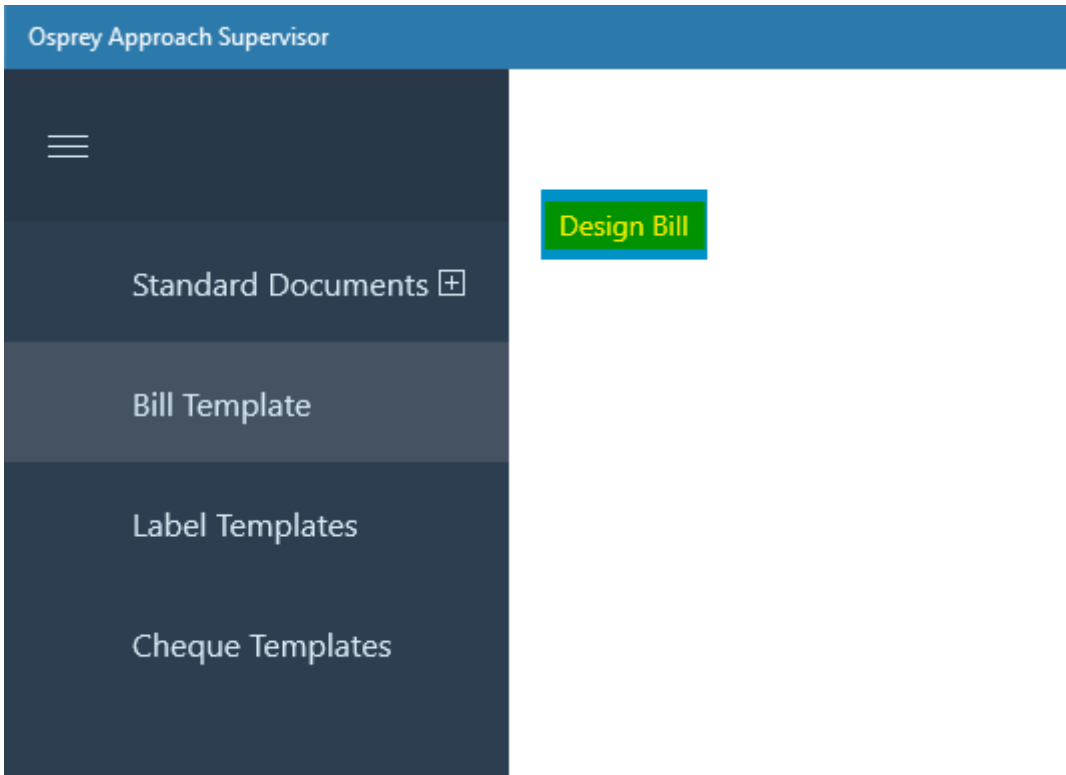 Osprey Approach Supervisor
Design Bill
Standard Documents
Bill Template
Label Templates
Cheque Templates